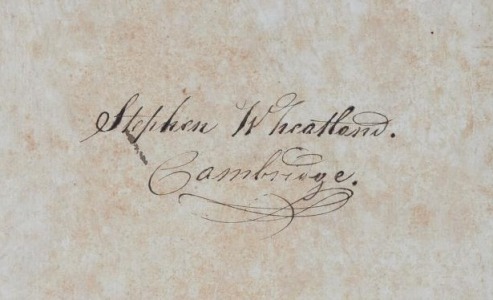 Stephen Wheatland.
Cambridge.